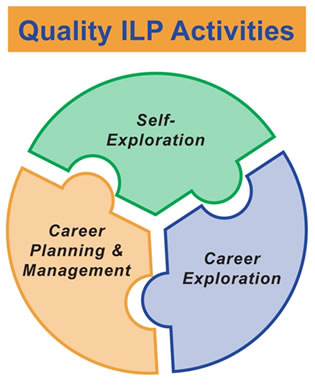 Quality ILP Activities
Self-
Exploration
Career
Planning &
Management
Career
Exploration